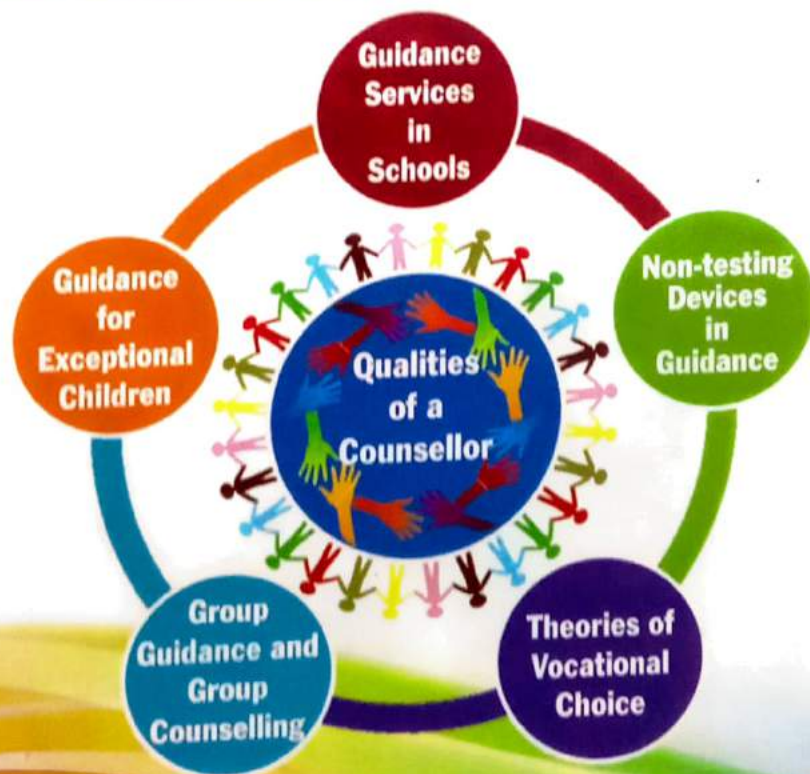 Guidance
Services
in
Schools
Non-testing
Devices
in
Guidance
Theories of
Vocational
Choice
Group
Guidance and
Group
Counselling
Guidance
for
Exceptional
Children
Qualities
of a
Counsellor